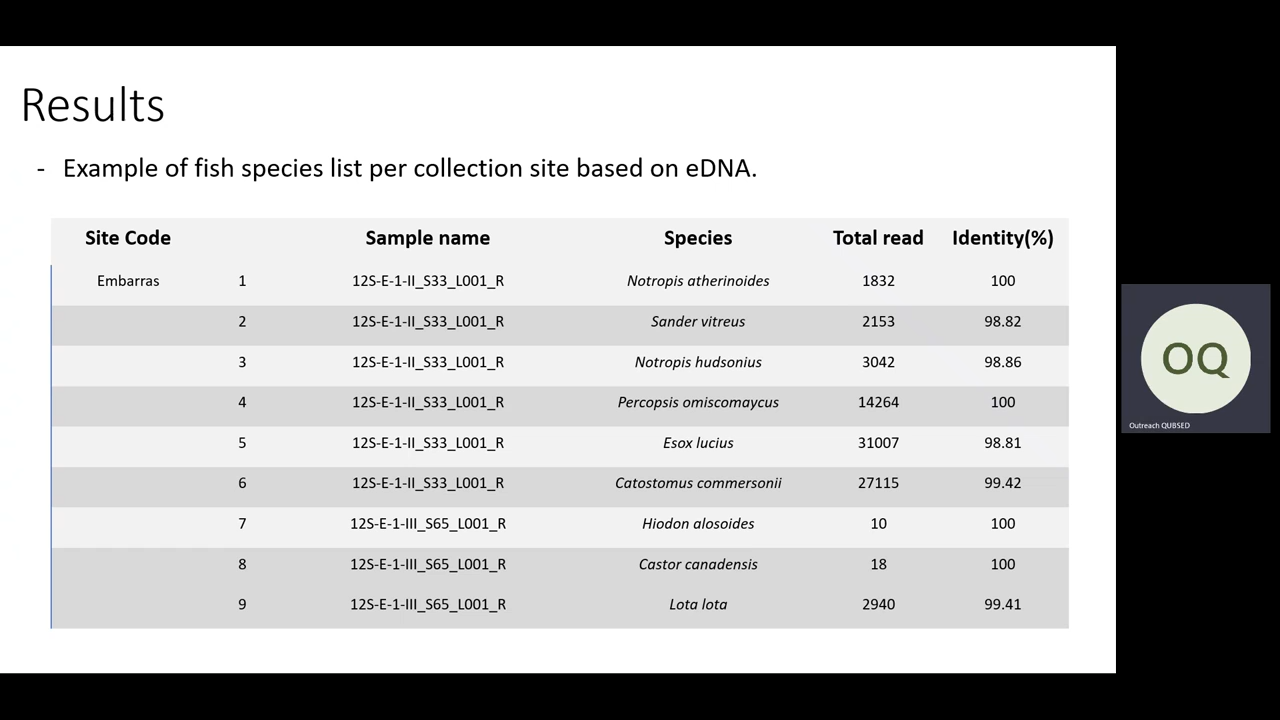 Results
- Example of fish species list per collection site based on eDNA.
Site Code Sample name Species Total read Identity(%)
Embarras 1 12S-E-1-II_S33_L001_R Notropis atherinoides 1832 100
2 12S-E-1-II_S33_L001_R Sander vitreus 2153 98.82
3 12S-E-1-II_S33_L001_R Notropis hudsonius 3042 98.86
4 12S-E-1-II_S33_L001_R Percopsis omiscomaycus 14264 100
5 12S-E-1-II_S33_L001_R Esox lucius 31007 98.81
6 12S-E-1-II_S33_L001_R Catostomus commersonii 27115 99.42
7 12S-E-1-III_S65_L001_R Hiodon alosoides 10 100
8 12S-E-1-III_S65_L001_R Castor canadensis 18 100
9 12S-E-1-III_S65_L001_R Lota lota 2940 99.41
OQ
Outreach QUBSED